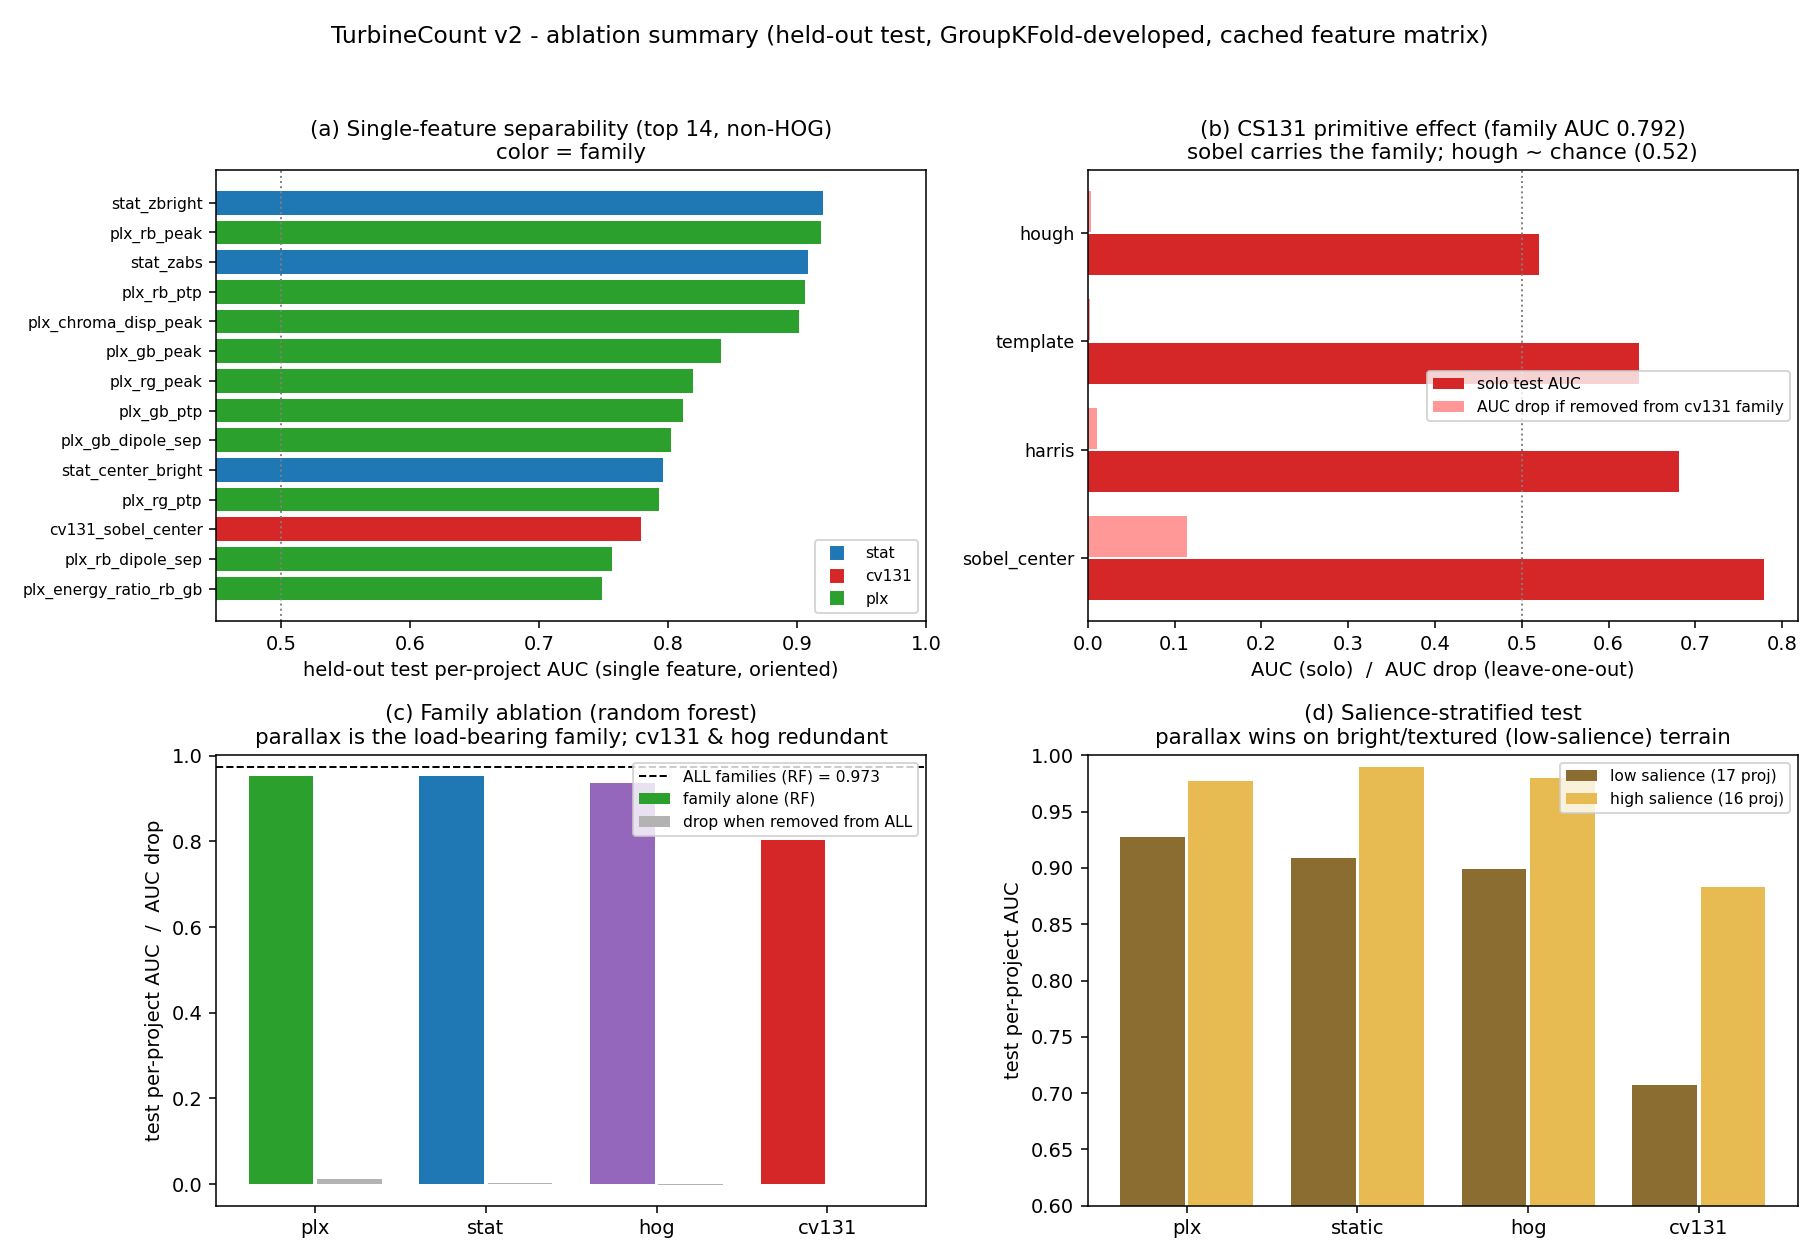 TurbineCount v2 - ablation summary (held-out test, GroupKFold-developed, cached feature matrix)
(a) Single-feature separability (top 14, non-HOG)
color = family
stat_zbright
plx_rb_peak
stat_zabs
plx_rb_ptp
plx_chroma_disp_peak
plx_gb_peak
plx_rg_peak
plx_gb_ptp
plx_gb_dipole_sep
stat_center_bright
plx_rg_ptp
cv131_sobel_center
plx_rb_dipole_sep
plx_energy_ratio_rb_gb
stat
cv131
plx
0.5 0.6 0.7 0.8 0.9 1.0
held-out test per-project AUC (single feature, oriented)
(b) CS131 primitive effect (family AUC 0.792)
sobel carries the family; hough ~ chance (0.52)
hough
template
harris
sobel_center
solo test AUC
AUC drop if removed from cv131 family
0.0 0.1 0.2 0.3 0.4 0.5 0.6 0.7 0.8
AUC (solo) / AUC drop (leave-one-out)
(c) Family ablation (random forest)
parallax is the load-bearing family; cv131 & hog redundant
test per-project AUC / AUC drop
1.0
0.8
0.6
0.4
0.2
0.0
ALL families (RF) = 0.973
family alone (RF)
drop when removed from ALL
plx stat hog cv131
(d) Salience-stratified test
parallax wins on bright/textured (low-salience) terrain
test per-project AUC
1.00
0.95
0.90
0.85
0.80
0.75
0.70
0.65
0.60
low salience (17 proj)
high salience (16 proj)
plx static hog cv131